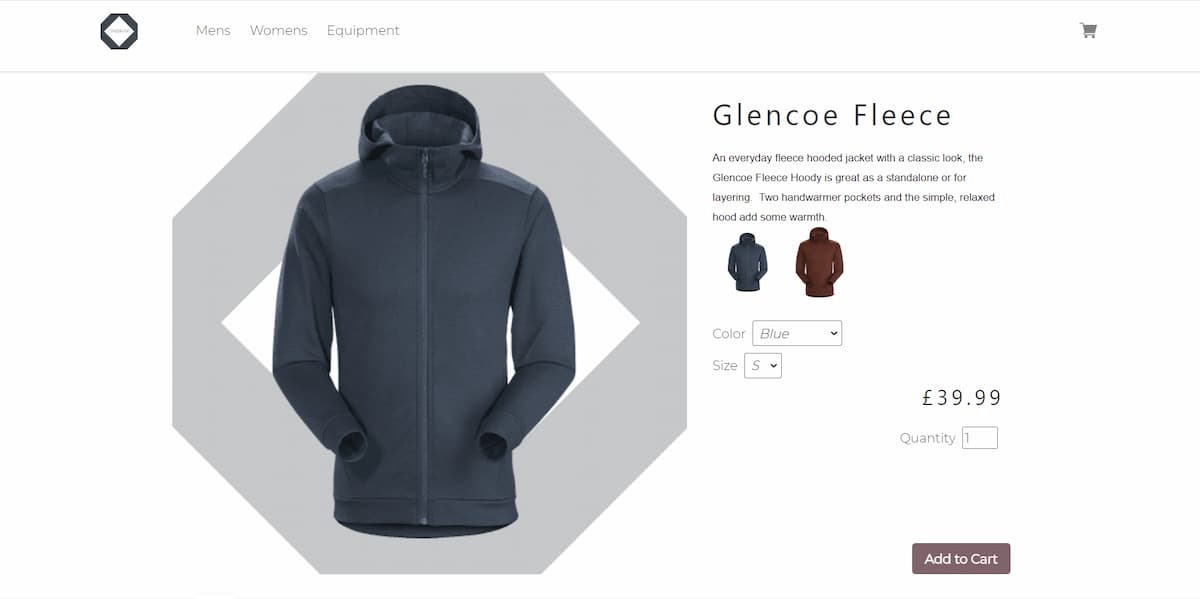 Mens Womens Equipment
Glencoe Fleece
An everyday fleece hooded jacket with a classic look, the
Glencoe Fleece Hoody is great as a standalone or for
layering.  Two handwarmer pockets and the simple, relaxed
hood add some warmth.
Color Blue
Size S
£39.99
Quantity 1
Add to Cart